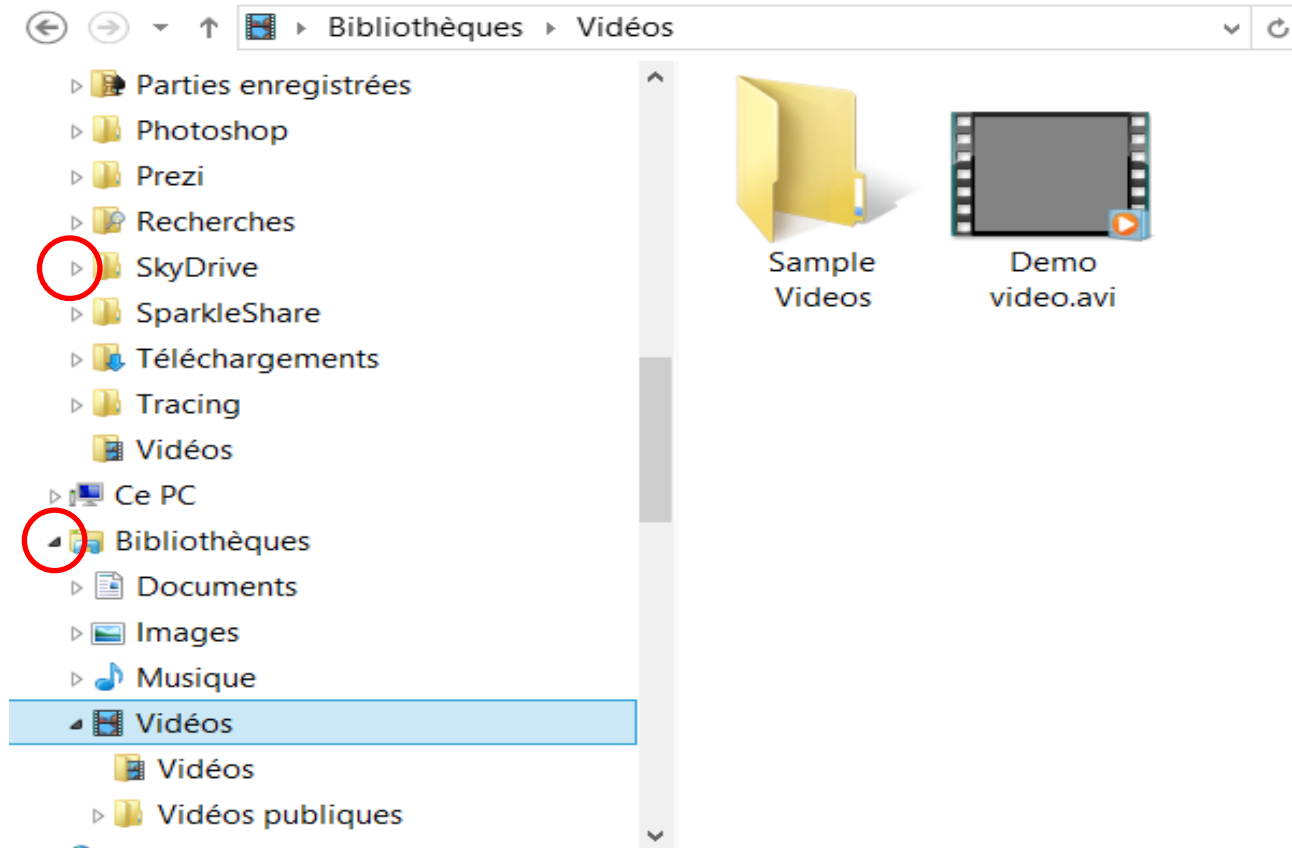 Bibliothèques Vidéos
Parties enregistrées
Photoshop
Prezi
Recherches
SkyDrive
SparkleShare
Téléchargements
Tracing
Vidéos
Ce PC
Bibliothèques
Documents
Images
Musique
Vidéos
Vidéos
Vidéos publiques
Sample
Videos
Demo
video.avi